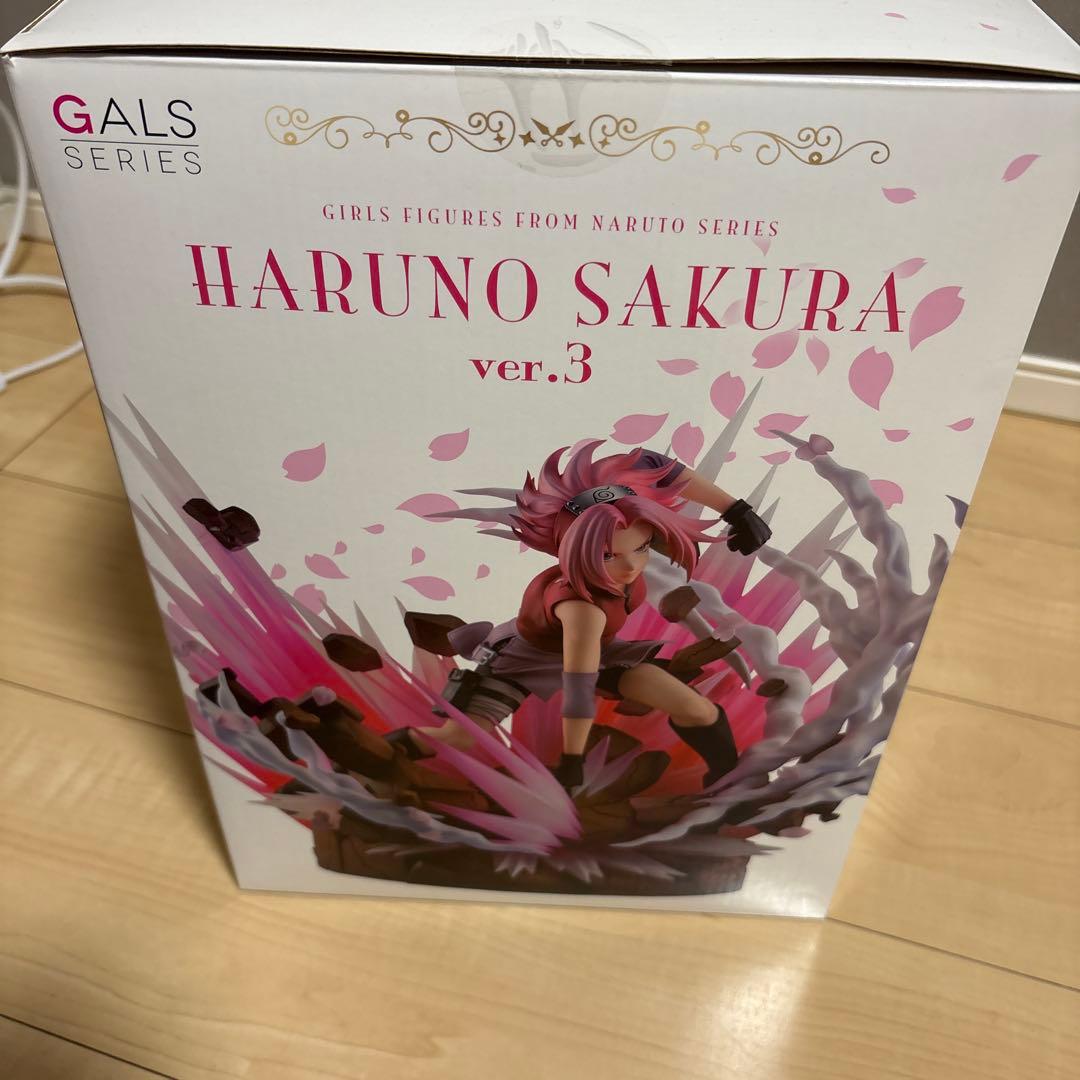 GALS
SERIES
GIRLS FIGURES FROM NARUTO SERIES
HARUNO SAKURA
ver.3